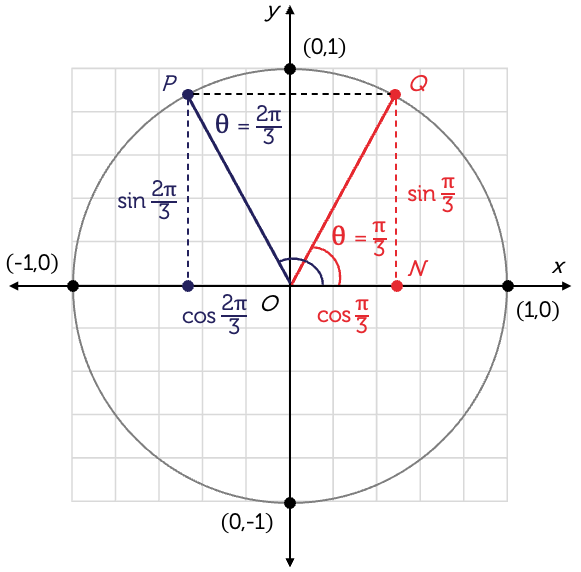 y
(0,1)
P
Q
θ = 2π/3
sin 2π/3
sin π/3
θ = π/3
(-1,0)
N
x
O
cos 2π/3
cos π/3
(1,0)
(0,-1)